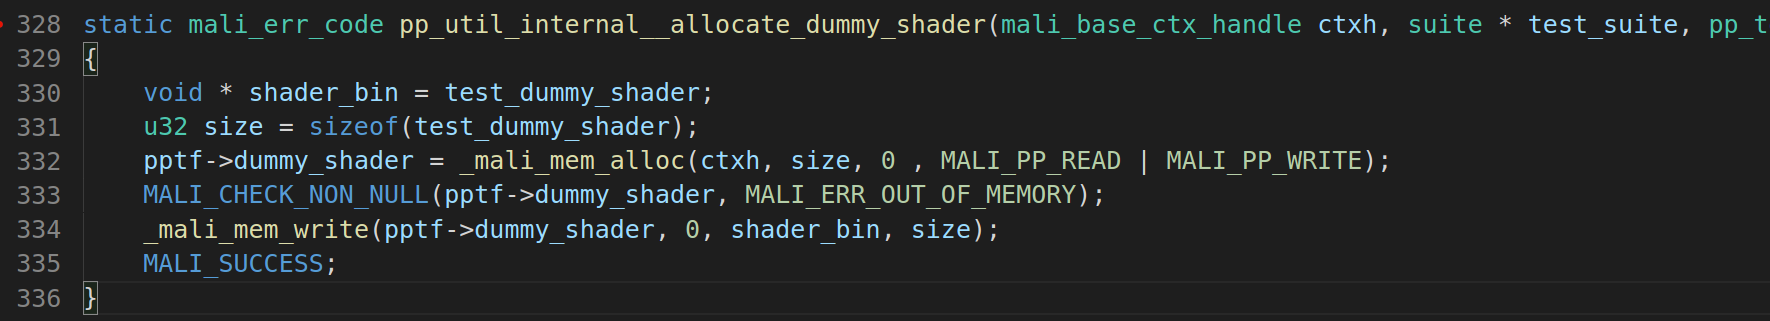 328 static mali_err_code pp_util_internal__allocate_dummy_shader(mali_base_ctx_handle ctxh, suite * test_suite, pp_t
329 {
330 void * shader_bin = test_dummy_shader;
331 u32 size = sizeof(test_dummy_shader);
332 pptf->dummy_shader = _mali_mem_alloc(ctxh, size, 0 , MALI_PP_READ | MALI_PP_WRITE);
333 MALI_CHECK_NON_NULL(pptf->dummy_shader, MALI_ERR_OUT_OF_MEMORY);
334 _mali_mem_write(pptf->dummy_shader, 0, shader_bin, size);
335 MALI_SUCCESS;
336 }